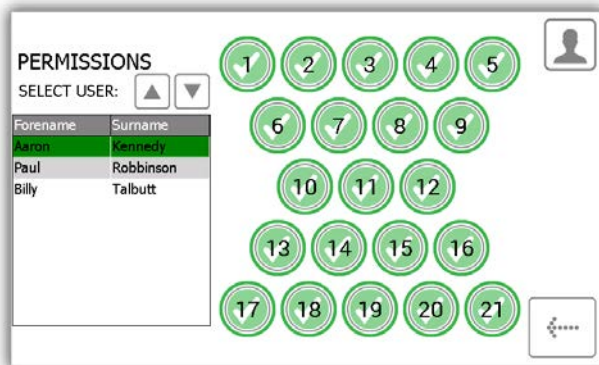 PERMISSIONS
SELECT USER:
Forename Surname
Aaron Kennedy
Paul Robbinson
Billy Talbutt
1 2 3 4 5
6 7 8 9
10 11 12
13 14 15 16
17 18 19 20 21